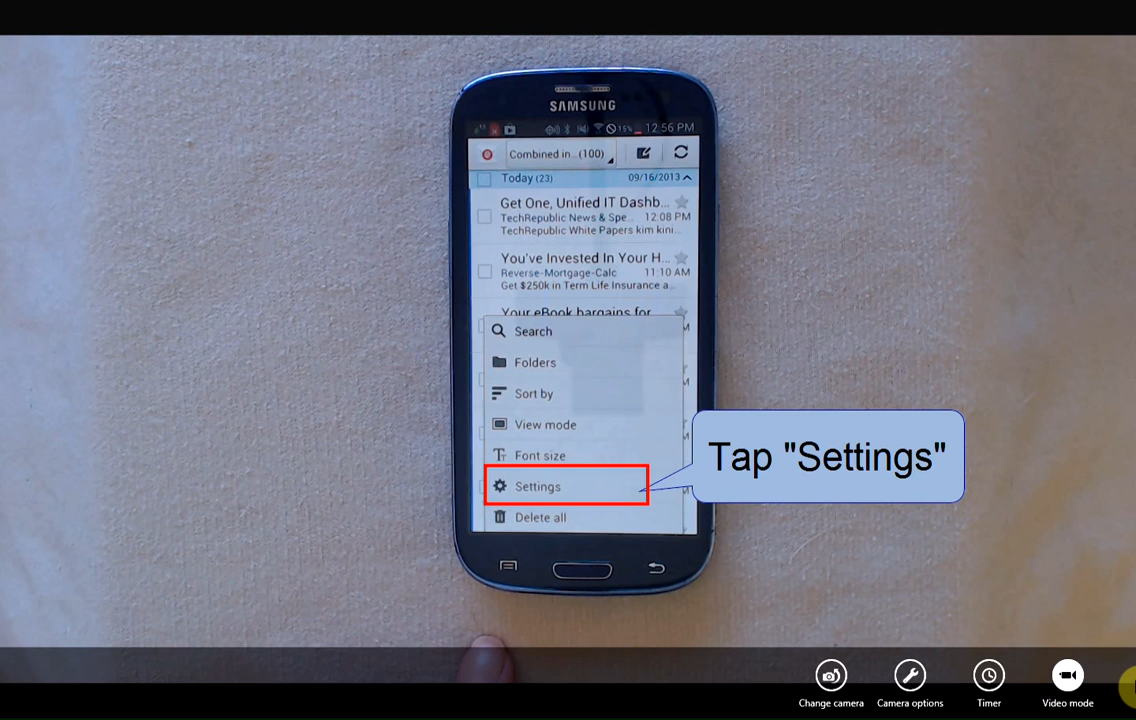 SAMSUNG
15% 12:56 PM
Combined in.. (100)
Today (23) 09/16/2013
Get One, Unified IT Dashb...
TechRepublic News & Spe.. 12:08 PM
TechRepublic White Papers kim kini...
You've Invested In Your H...
Reverse-Mortgage-Calc 11:10 AM
Get $250k in Term Life Insurance a...
Your eBook bargains for
Search
Folders
Sort by
View mode
Font size
Settings
Delete all
Tap "Settings"
Change camera
Camera options
Timer
Video mode